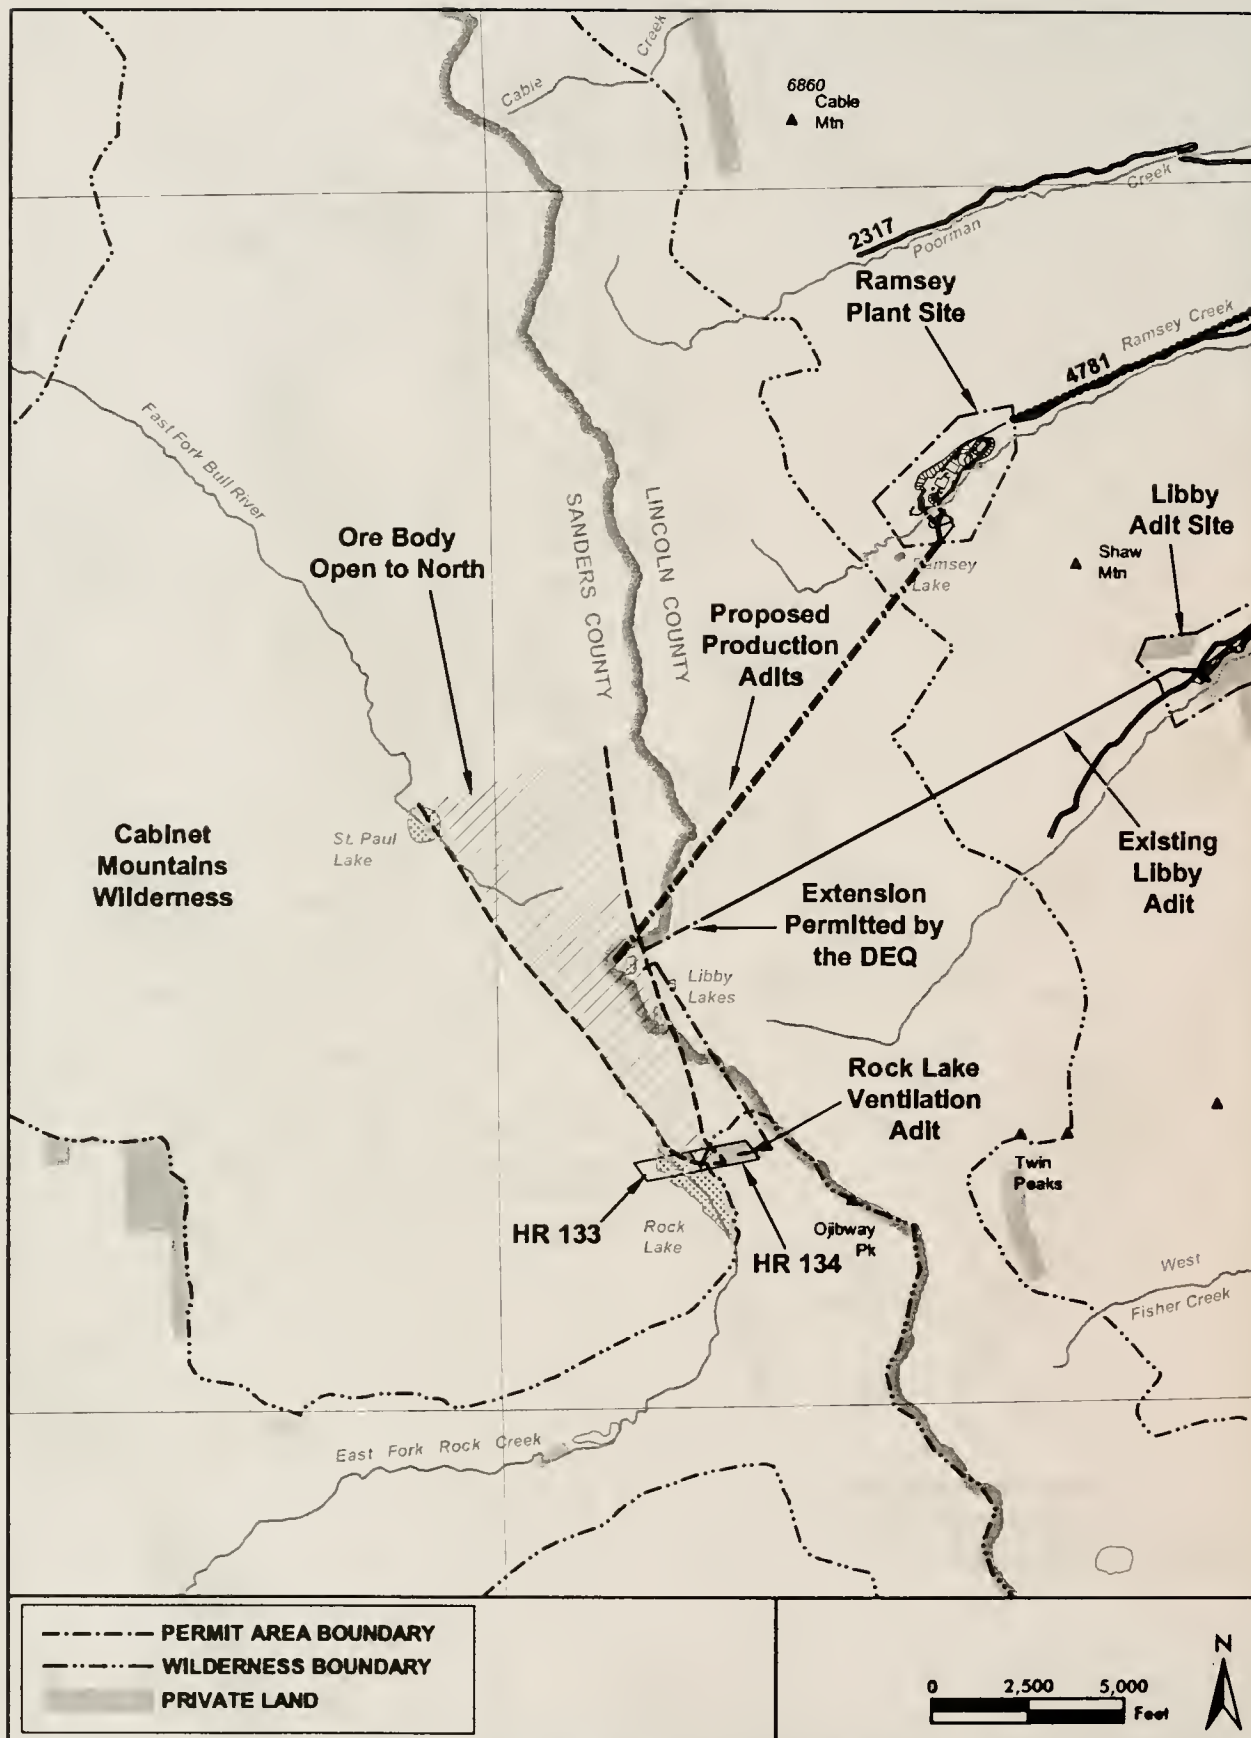 Cable
Creek
6860
Cable
Mtn
2317
Poorman
Creek
Ramsey
Plant Site
4781
Ramsey Creek
East Fork Bull River
Ore Body
Open to North
SANDERS COUNTY
LINCOLN COUNTY
Ramsey
Lake
Libby
Adit Site
Shaw
Mtn
Proposed
Production
Adits
Cabinet
Mountains
Wilderness
St. Paul
Lake
Existing
Libby
Adit
Extension
Permitted by
the DEQ
Libby
Lakes
Rock Lake
Ventilation
Adit
Twin
Peaks
HR 133
Rock
Lake
HR 134
Ojibway
Pk
West
Fisher Creek
East Fork Rock Creek
PERMIT AREA BOUNDARY
WILDERNESS BOUNDARY
PRIVATE LAND
0 2,500 5,000
Feet
N